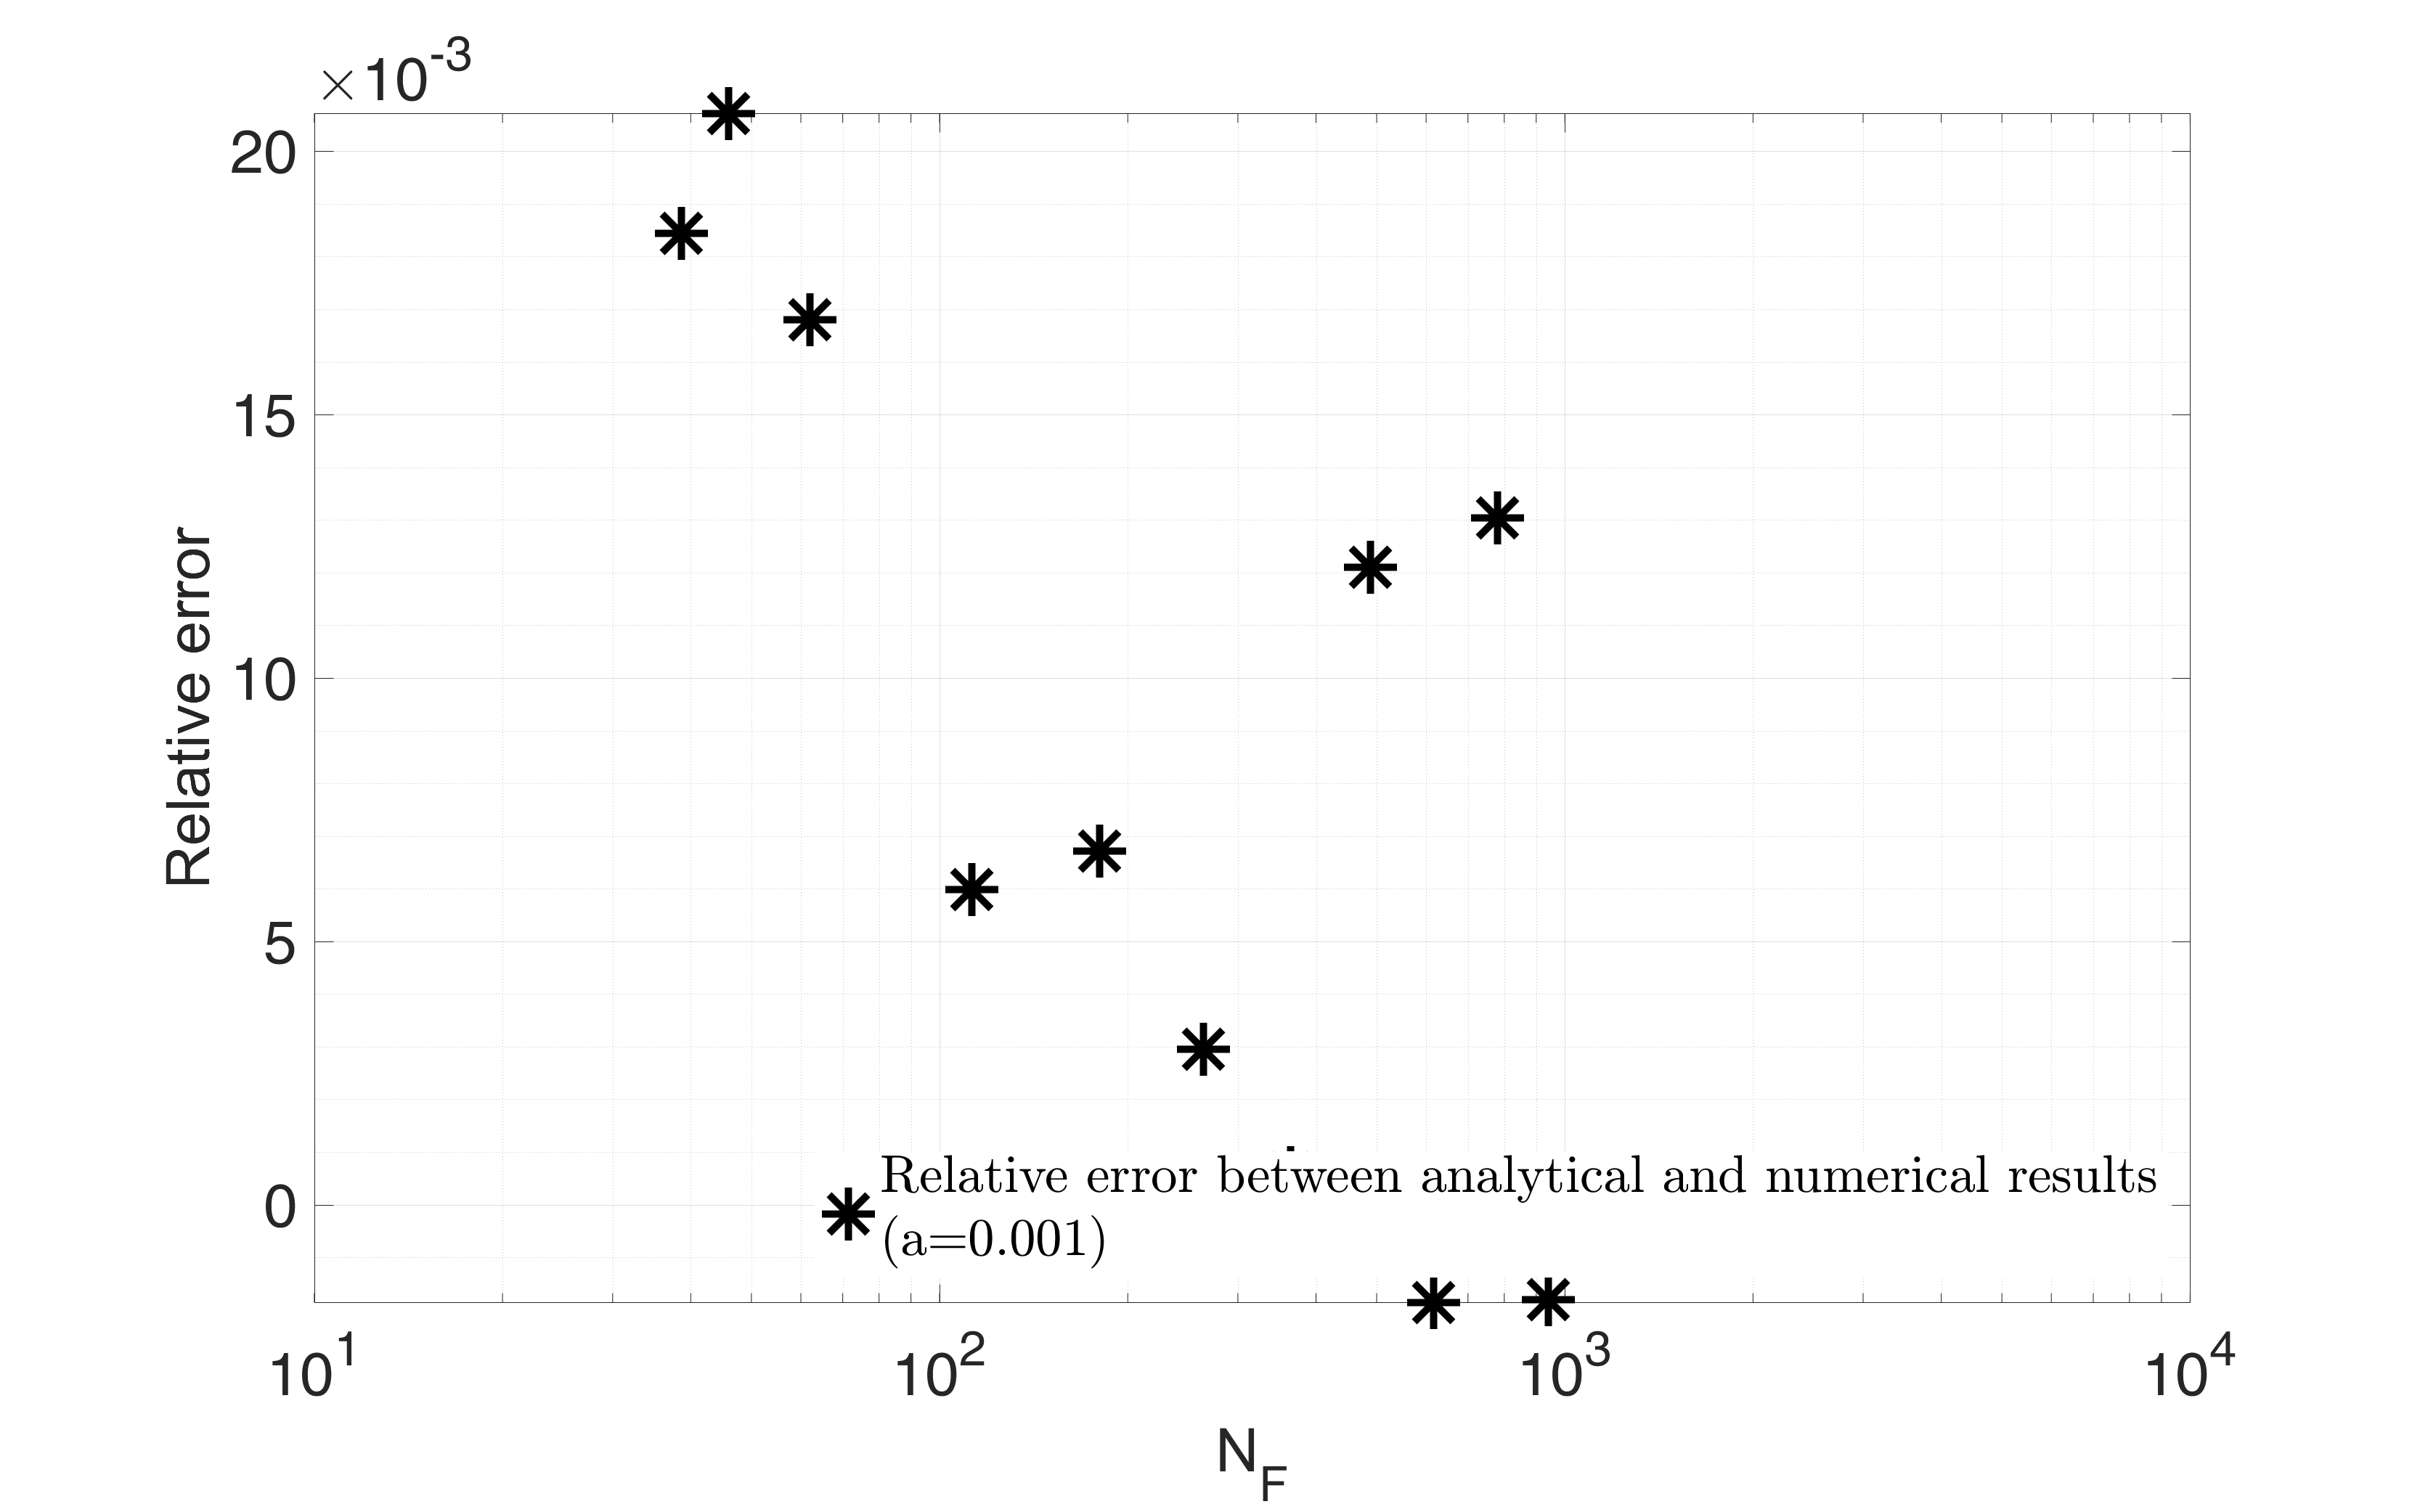 ×10-3
20
15
10
5
0
Relative error
Relative error between analytical and numerical results
(a=0.001)
101 102 103 104
NF